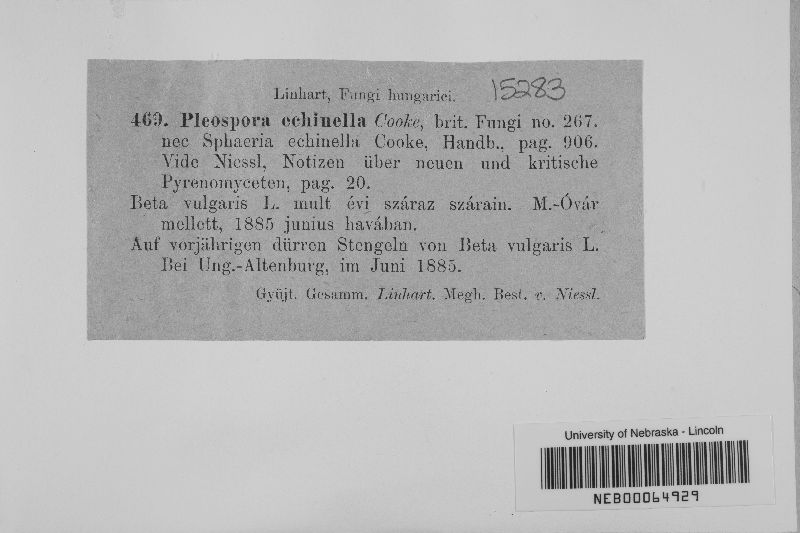 Linhart, Fungi hungarici. 15283
469. Pleospora echinella Cooke, brit. Fungi no. 267.
nec Sphaeria echinella Cooke, Handb., pag. 906.
Vide Niessl, Notizen über neuen und kritische
Pyrenomyceten, pag. 20.
Beta vulgaris L. mult évi száraz szárain. M.-Óvár
mellett, 1885 junius havában.
Auf vorjährigen dürren Stengeln von Beta vulgaris L.
Bei Ung.-Altenburg, im Juni 1885.
Gyüjt. Gesamm. Linhart. Megh. Best. v. Niessl.
University of Nebraska - Lincoln
NEB00064929